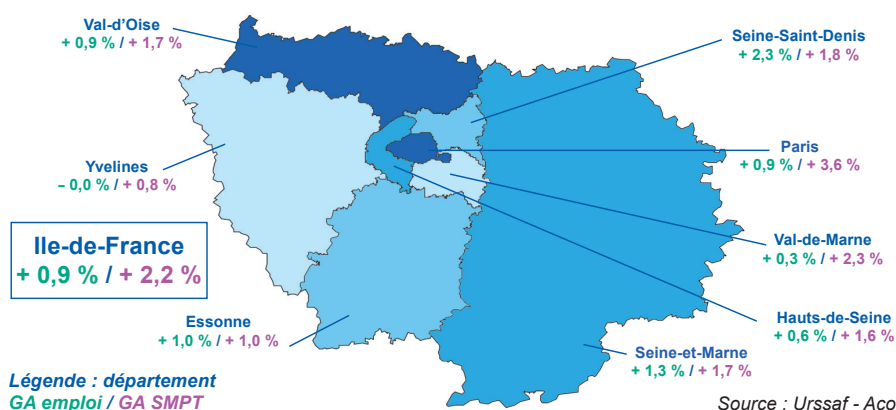 Val-d'Oise
+ 0,9 % / + 1,7 %
Seine-Saint-Denis
+ 2,3 % / + 1,8 %
Yvelines
– 0,0 % / + 0,8 %
Paris
+ 0,9 % / + 3,6 %
Ile-de-France
+ 0,9 % / + 2,2 %
Val-de-Marne
+ 0,3 % / + 2,3 %
Essonne
+ 1,0 % / + 1,0 %
Hauts-de-Seine
+ 0,6 % / + 1,6 %
Seine-et-Marne
+ 1,3 % / + 1,7 %
Légende : département
GA emploi / GA SMPT
Source : Urssaf - Aco